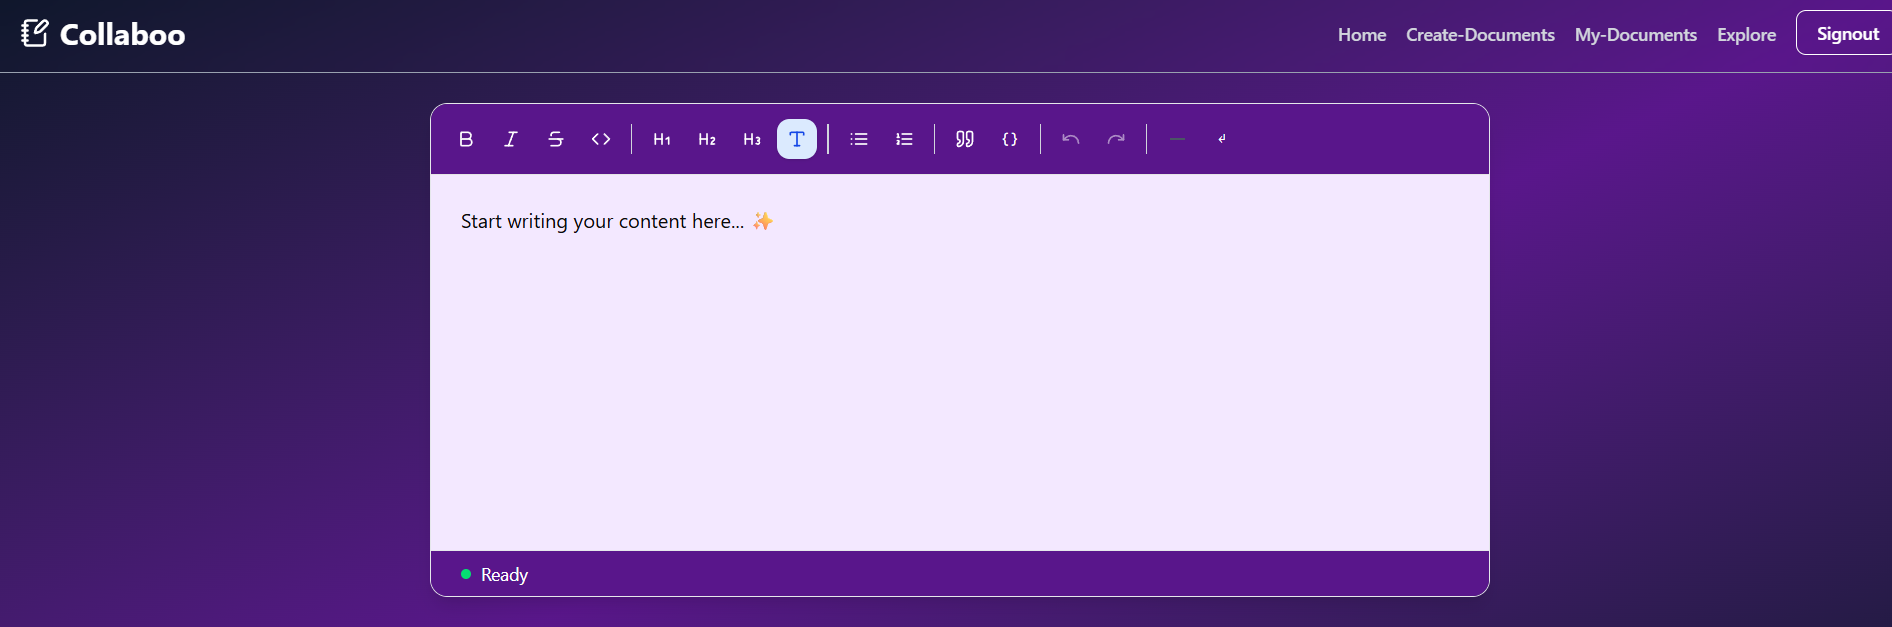 Collaboo
Home Create-Documents My-Documents Explore Signout
B I S <> H1 H2 H3 T {}
Start writing your content here... ✨
Ready